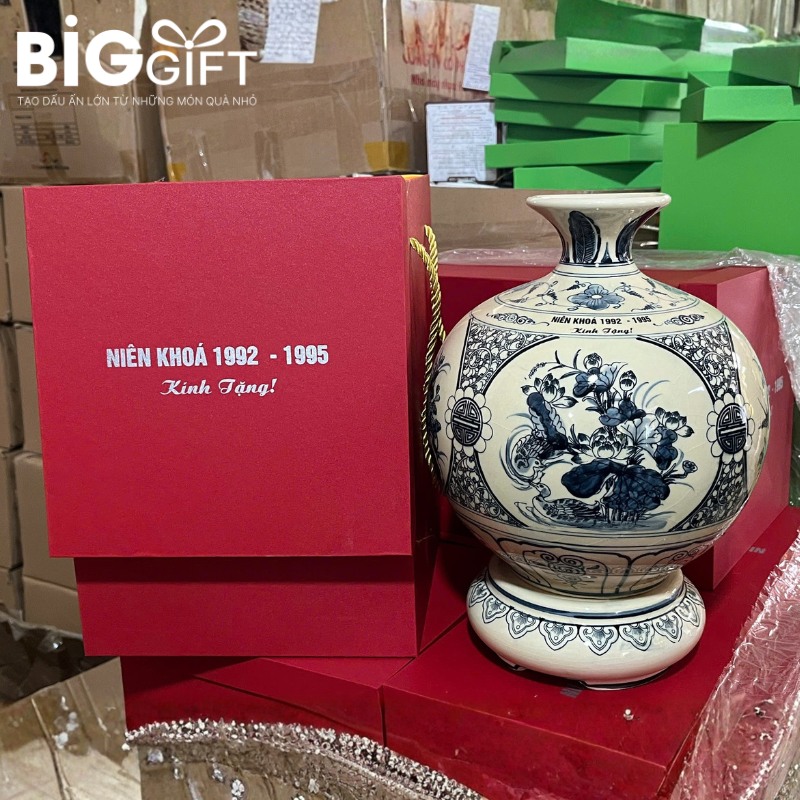 BIGGIFT
TẠO DẤU ẤN LỚN TỪ NHỮNG MÓN QUÀ NHỎ
NIÊN KHOÁ 1992 - 1995
Kính Tặng!
NIÊN KHOÁ 1992 - 1995
Kính Tặng!